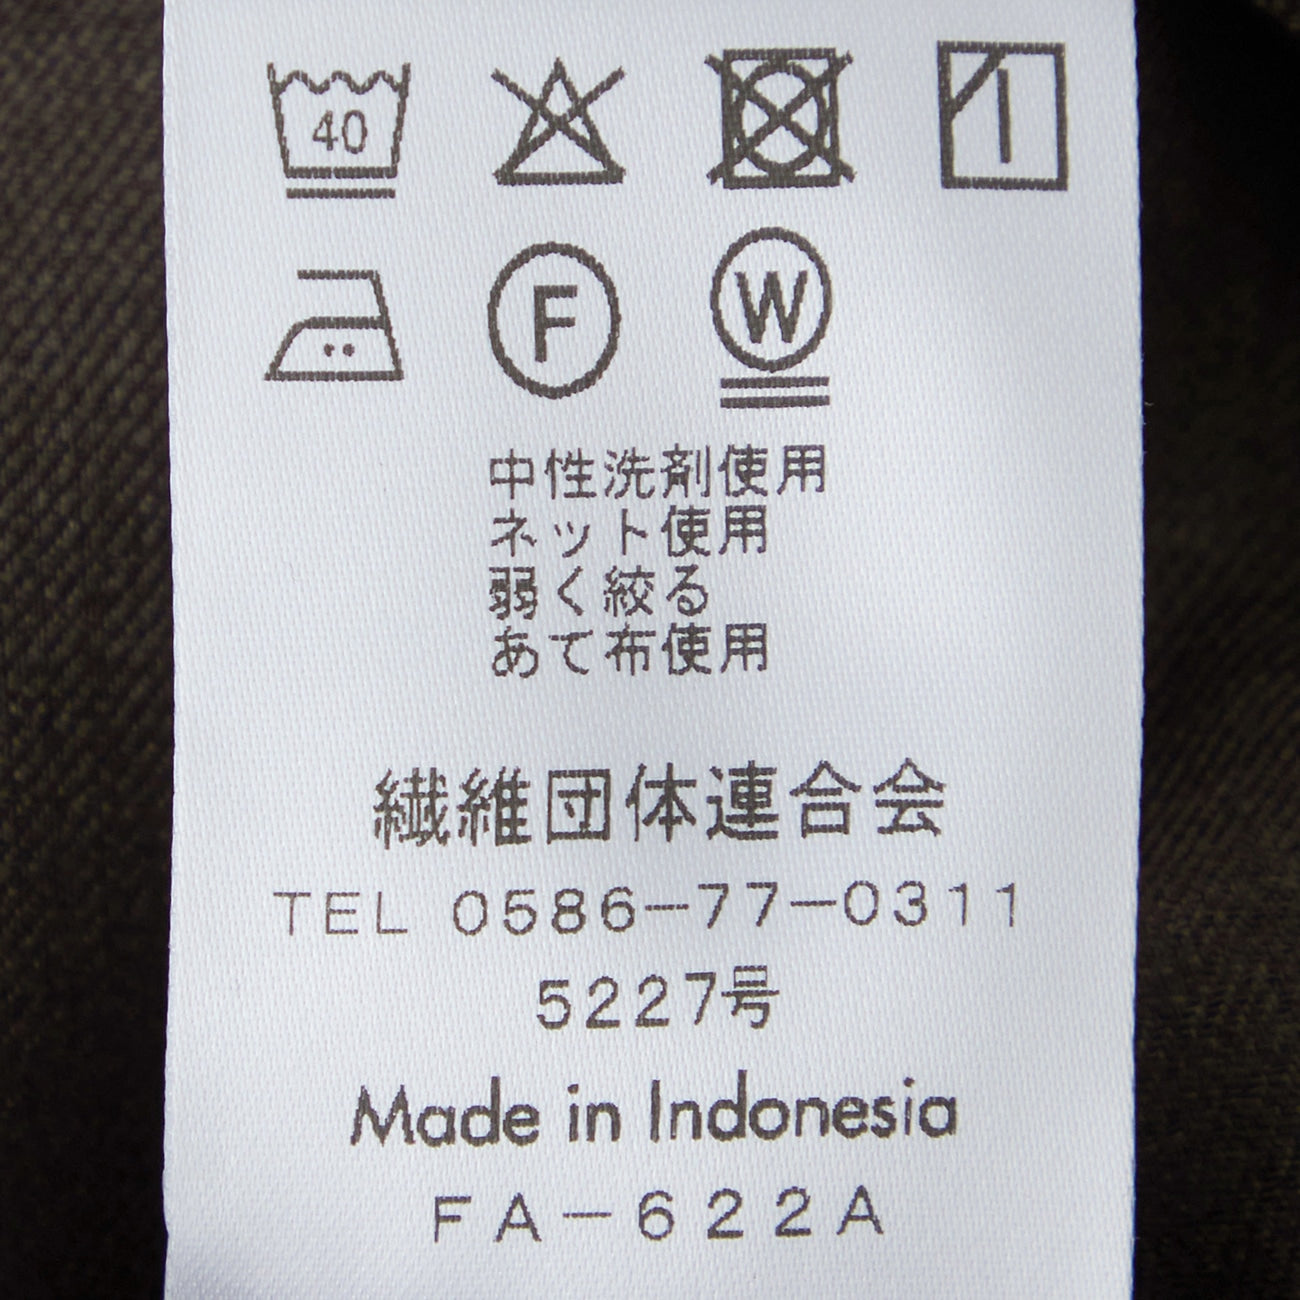 40
F W
中性洗剤使用
ネット使用
弱く絞る
あて布使用
繊維団体連合会
TEL 0586-77-0311
5227号
Made in Indonesia
FA-622A